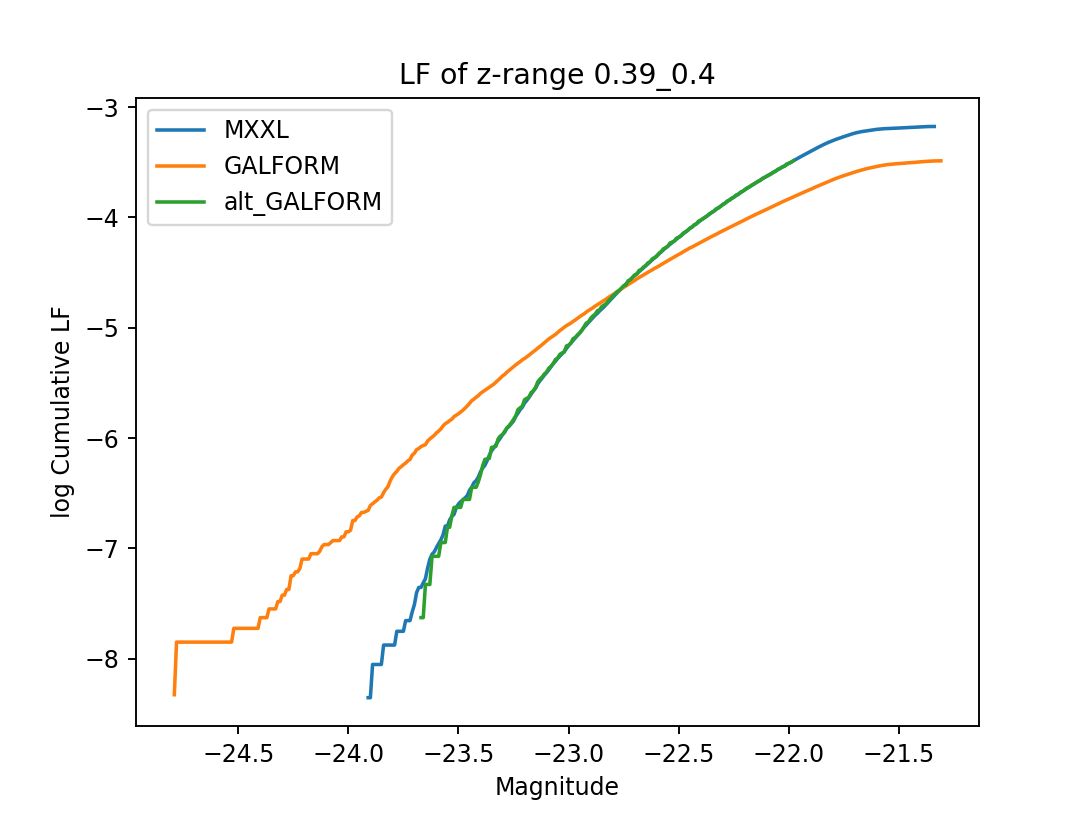 LF of z-range 0.39_0.4
−3
−4
−5
−6
−7
−8
log Cumulative LF
MXXL
GALFORM
alt_GALFORM
−24.5
−24.0
−23.5
−23.0
−22.5
−22.0
−21.5
Magnitude